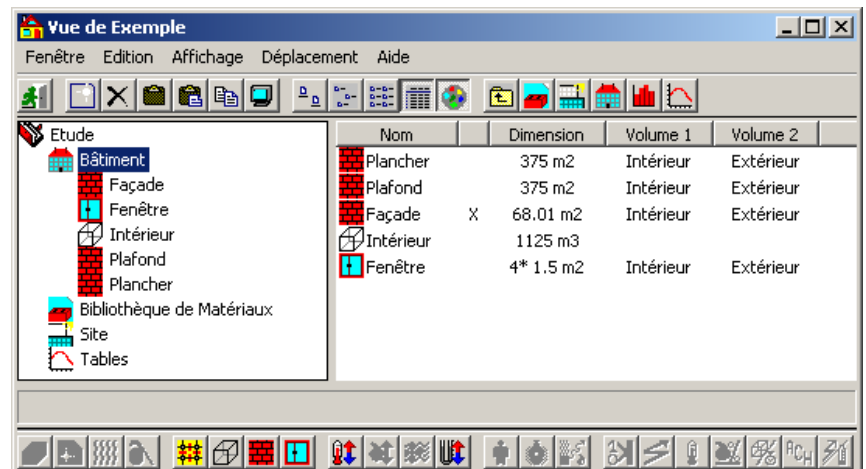 Vue de Exemple
Fenêtre Edition Affichage Déplacement Aide
Etude
Bâtiment
Façade
Fenêtre
Intérieur
Plafond
Plancher
Bibliothèque de Matériaux
Site
Tables
Nom Dimension Volume 1 Volume 2
Plancher 375 m2 Intérieur Extérieur
Plafond 375 m2 Intérieur Extérieur
Façade X 68.01 m2 Intérieur Extérieur
Intérieur 1125 m3
Fenêtre 4* 1.5 m2 Intérieur Extérieur
ACH